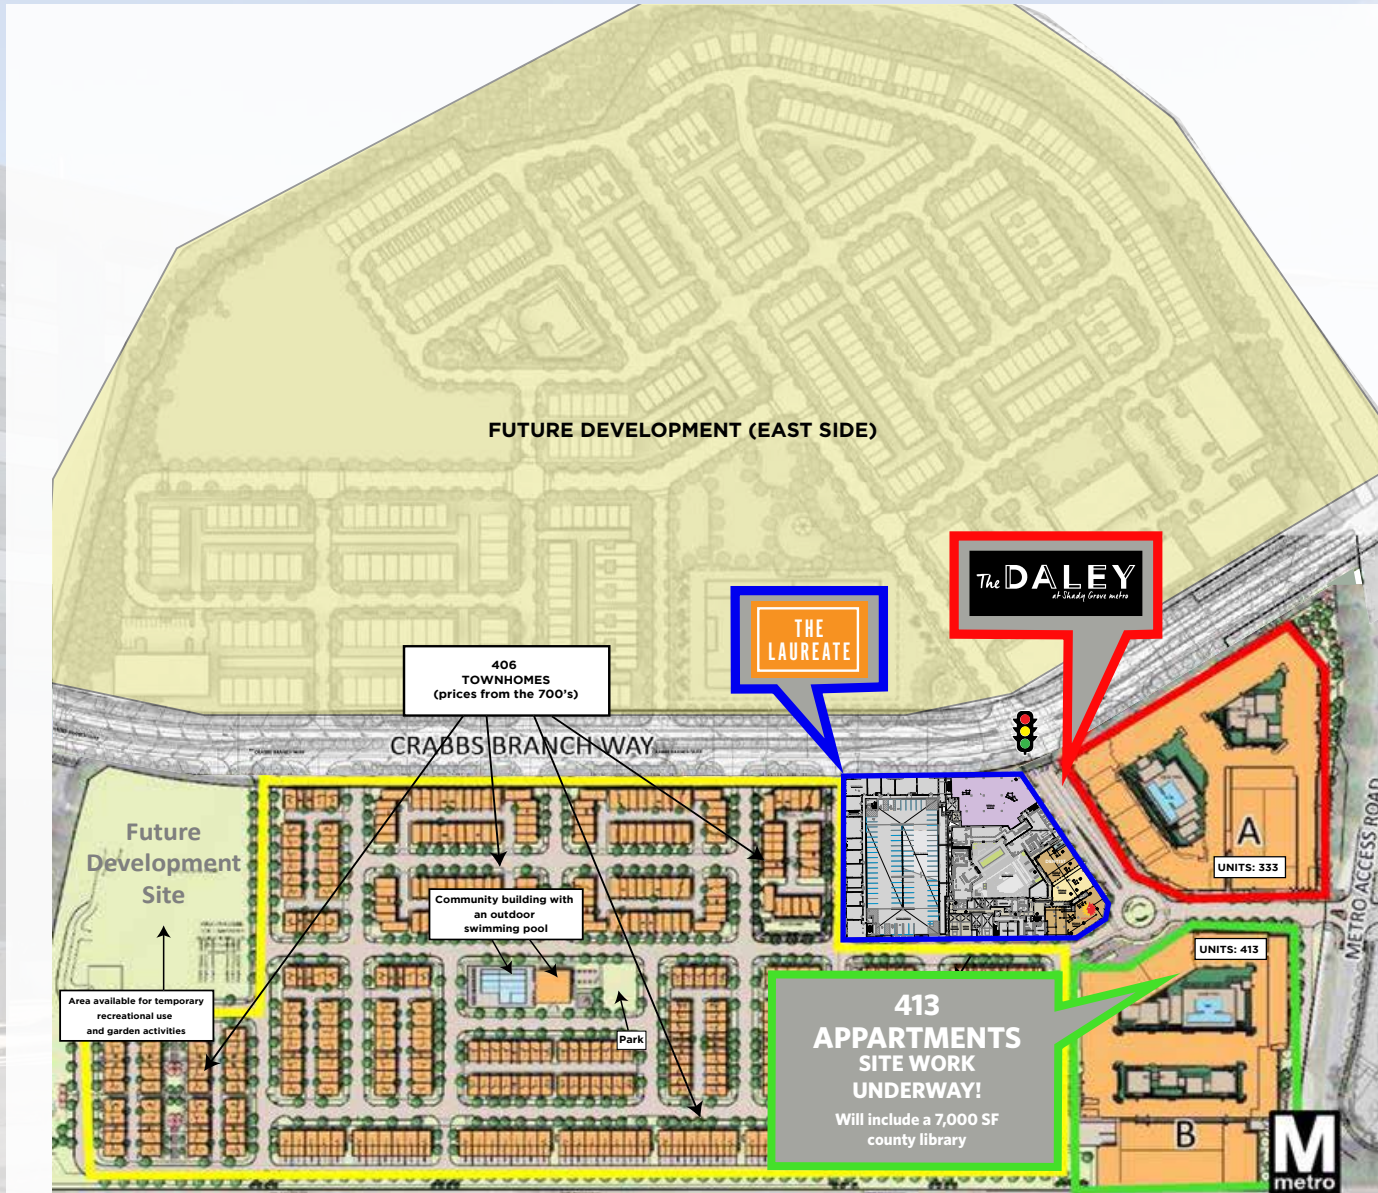 FUTURE DEVELOPMENT (EAST SIDE)
The DALEY
at Shady Grove metro
THE
LAUREATE
406
TOWNHOMES
(prices from the 700's)
CRABBS BRANCH WAY
Future
Development
Site
A
UNITS: 333
METRO ACCESS ROAD
Community building with
an outdoor
swimming pool
UNITS: 413
Area available for temporary
recreational use
and garden activities
Park
413
APPARTMENTS
SITE WORK
UNDERWAY!
Will include a 7,000 SF
county library
B
M
metro